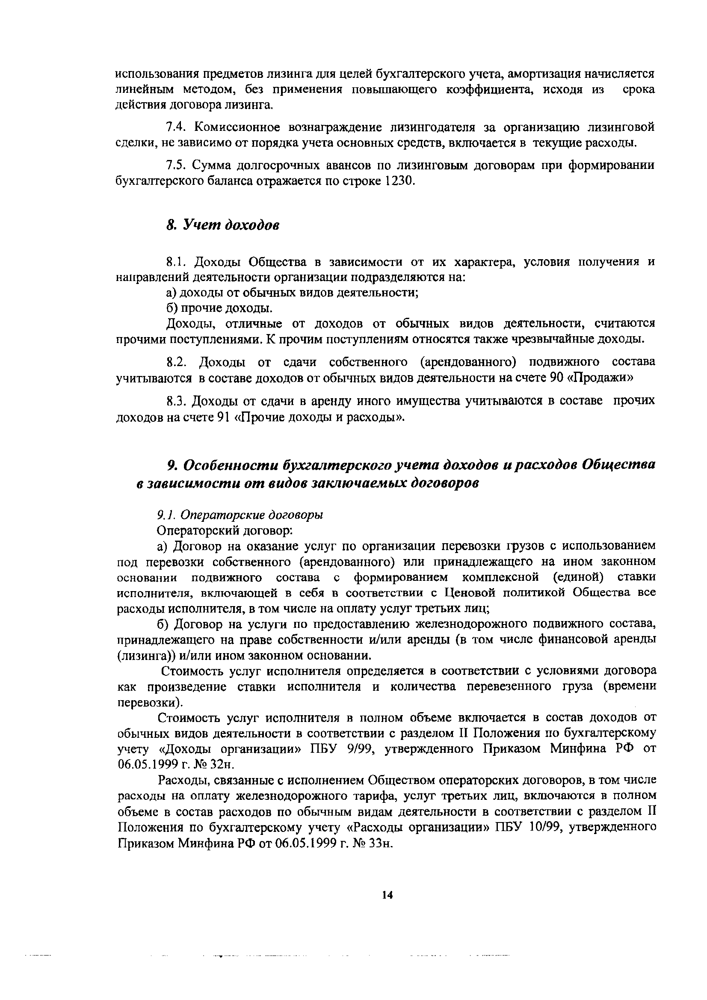 использования предметов лизинга для целей бухгалтерского учета, амортизация начисляется
линейным методом, без применения повышающего коэффициента, исходя из срока
действия договора лизинга.
7.4. Комиссионное вознаграждение лизингодателя за организацию лизинговой
сделки, не зависимо от порядка учета основных средств, включается в текущие расходы.
7.5. Сумма долгосрочных авансов по лизинговым договорам при формировании
бухгалтерского баланса отражается по строке 1230.
8. Учет доходов
8.1. Доходы Общества в зависимости от их характера, условия получения и
направлений деятельности организации подразделяются на:
а) доходы от обычных видов деятельности;
б) прочие доходы.
Доходы, отличные от доходов от обычных видов деятельности, считаются
прочими поступлениями. К прочим поступлениям относятся также чрезвычайные доходы.
8.2. Доходы от сдачи собственного (арендованного) подвижного состава
учитываются в составе доходов от обычных видов деятельности на счете 90 «Продажи»
8.3. Доходы от сдачи в аренду иного имущества учитываются в составе прочих
доходов на счете 91 «Прочие доходы и расходы».
9. Особенности бухгалтерского учета доходов и расходов Общества
в зависимости от видов заключаемых договоров
9.1. Операторские договоры
Операторский договор:
а) Договор на оказание услуг по организации перевозки грузов с использованием
под перевозки собственного (арендованного) или принадлежащего на ином законном
основании подвижного состава с формированием комплексной (единой) ставки
исполнителя, включающей в себя в соответствии с Ценовой политикой Общества все
расходы исполнителя, в том числе на оплату услуг третьих лиц;
б) Договор на услуги по предоставлению железнодорожного подвижного состава,
принадлежащего на праве собственности и/или аренды (в том числе финансовой аренды
(лизинга)) и/или ином законном основании.
Стоимость услуг исполнителя определяется в соответствии с условиями договора
как произведение ставки исполнителя и количества перевезенного груза (времени
перевозки).
Стоимость услуг исполнителя в полном объеме включается в состав доходов от
обычных видов деятельности в соответствии с разделом II Положения по бухгалтерскому
учету «Доходы организации» ПБУ 9/99, утвержденного Приказом Минфина РФ от
06.05.1999 г. № 32н.
Расходы, связанные с исполнением Обществом операторских договоров, в том числе
расходы на оплату железнодорожного тарифа, услуг третьих лиц, включаются в полном
объеме в состав расходов по обычным видам деятельности в соответствии с разделом II
Положения по бухгалтерскому учету «Расходы организации» ПБУ 10/99, утвержденного
Приказом Минфина РФ от 06.05.1999 г. № 33н.
14